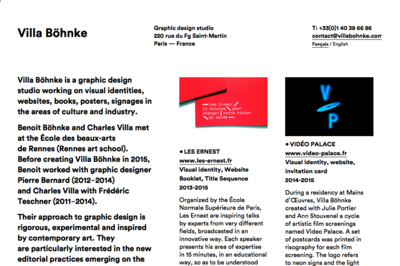 Villa Böhnke
Graphic design studio
220 rue du Fg Saint-Martin
Paris — France
T: +33(0)1 40 38 66 86
contact@villabohnke.com
Français / English
Villa Böhnke is a graphic design
studio working on visual identities,
websites, books, posters, signages in
the areas of culture and industry.
Benoit Böhnke and Charles Villa met
at the École des beaux-arts
de Rennes (Rennes art school).
Before creating Villa Böhnke in 2015,
Benoit worked with graphic designer
Pierre Bernard (2012–2014)
and Charles Villa with Frédéric
Teschner (2011–2014).
Their approach to graphic design is
rigorous, experimental and inspired
by contemporary art. They
are particularly interested in the new
editorial practices emerging on the
Les Ernest
15 minutes pour
changer notre vision
du monde
● LES ERNEST
www.les-ernest.fr
Visual identity, Website
Booklet, Title Sequence
2013-2015
Organized by the École
Normale Supérieure de Paris,
Les Ernest are inspiring talks
by experts from very different
fields, broadcasted in an
innovative way. Each speaker
presents his area of expertise
in 15 minutes, in an educational
way, so as to be understood
V
P
● VIDÉO PALACE
www.video-palace.fr
Visual identity, website,
invitation card
2014-2015
During a residency at Mains
d'Œuvres, Villa Böhnke
created with Julie Portier
and Ann Stouvenel a cycle
of artistic film screenings
named Video Palace. A set
of postcards was printed in
risography for each film
screening. The logo refers
to neon signs and the light